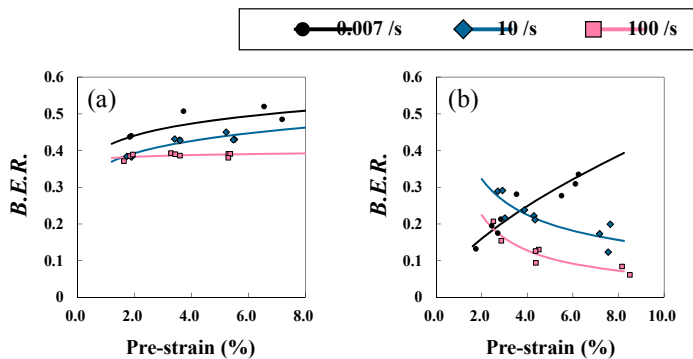 0.007 /s 10 /s 100 /s
(a) (b)
0.6 0.6
0.5 0.5
0.4 0.4
B.E.R. B.E.R.
0.3 0.3
0.2 0.2
0.1 0.1
0 0
0.0 2.0 4.0 6.0 8.0 0.0 2.0 4.0 6.0 8.0 10.0
Pre-strain (%) Pre-strain (%)